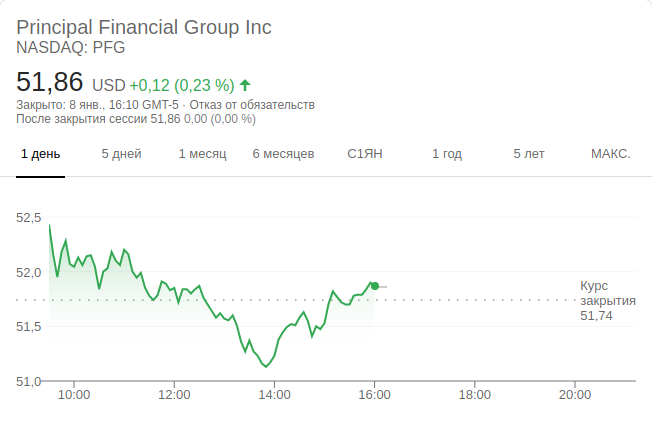 Principal Financial Group Inc
NASDAQ: PFG
51,86 USD +0,12 (0,23 %)
Закрыто: 8 янв., 16:10 GMT-5 · Отказ от обязательств
После закрытия сессии 51,86 0,00 (0,00 %)
1 день 5 дней 1 месяц 6 месяцев С1ЯН 1 год 5 лет МАКС.
52,5
52,0
Курс
закрытия
51,74
51,5
51,0
10:00 12:00 14:00 16:00 18:00 20:00